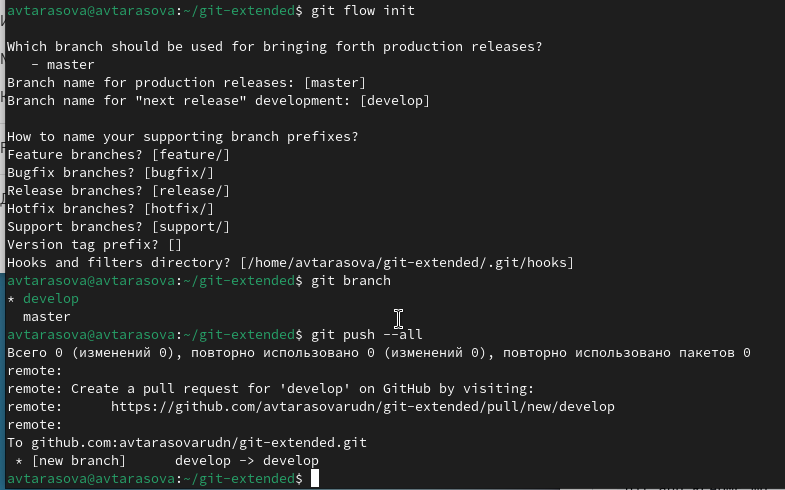 avtarasova@avtarasova:~/git-extended$ git flow init

Which branch should be used for bringing forth production releases?
   - master
Branch name for production releases: [master]
Branch name for "next release" development: [develop]

How to name your supporting branch prefixes?
Feature branches? [feature/]
Bugfix branches? [bugfix/]
Release branches? [release/]
Hotfix branches? [hotfix/]
Support branches? [support/]
Version tag prefix? []
Hooks and filters directory? [/home/avtarasova/git-extended/.git/hooks]
avtarasova@avtarasova:~/git-extended$ git branch
* develop
  master
avtarasova@avtarasova:~/git-extended$ git push --all
Всего 0 (изменений 0), повторно использовано 0 (изменений 0), повторно использовано пакетов 0
remote:
remote: Create a pull request for 'develop' on GitHub by visiting:
remote:      https://github.com/avtarasovarudn/git-extended/pull/new/develop
remote:
To github.com:avtarasovarudn/git-extended.git
 * [new branch]      develop -> develop
avtarasova@avtarasova:~/git-extended$